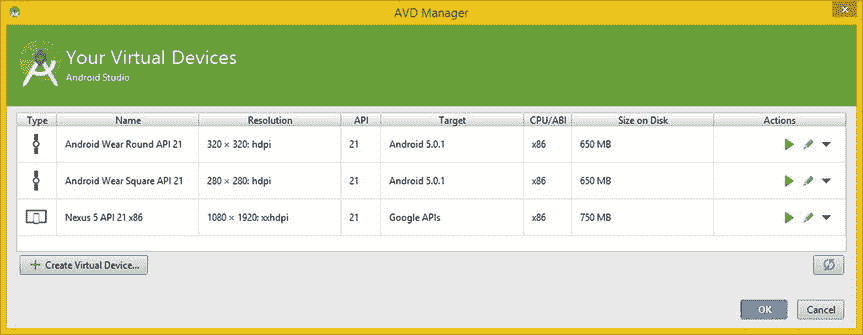 AVD Manager
Your Virtual Devices
Android Studio
Type Name Resolution API Target CPU/ABI Size on Disk Actions
Android Wear Round API 21 320 × 320: hdpi 21 Android 5.0.1 x86 650 MB
Android Wear Square API 21 280 × 280: hdpi 21 Android 5.0.1 x86 650 MB
Nexus 5 API 21 x86 1080 × 1920: xxhdpi 21 Google APIs x86 750 MB
Create Virtual Device...
OK Cancel